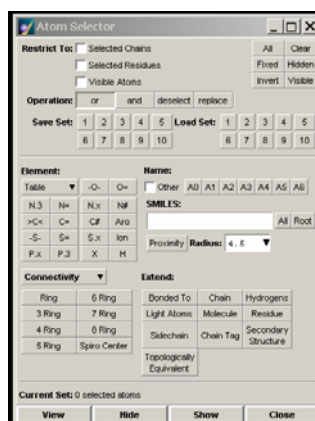 Atom Selector
Restrict To: Selected Chains All Clear
Selected Residues Fixed Hidden
Visible Atoms Invert Visible
Operation: or and deselect replace
Save Set: 1 2 3 4 5 Load Set: 1 2 3 4 5
6 7 8 9 10 6 7 8 9 10
Element: Name:
Table -O- O= Other A0 A1 A2 A3 A4 A5 A6
N.3 N= N.x N# SMILES:
>C< C= C# Aro All Root
-S- S= S.x Ion Proximity Radius: 4.5
P.x P.3 X H
Connectivity Extend:
Ring 6 Ring Bonded To Chain Hydrogens
3 Ring 7 Ring Light Atoms Molecule Residue
4 Ring 8 Ring Sidechain Chain Tag Secondary Structure
5 Ring Spiro Center Topologically Equivalent
Current Set: 0 selected atoms
View Hide Show Close